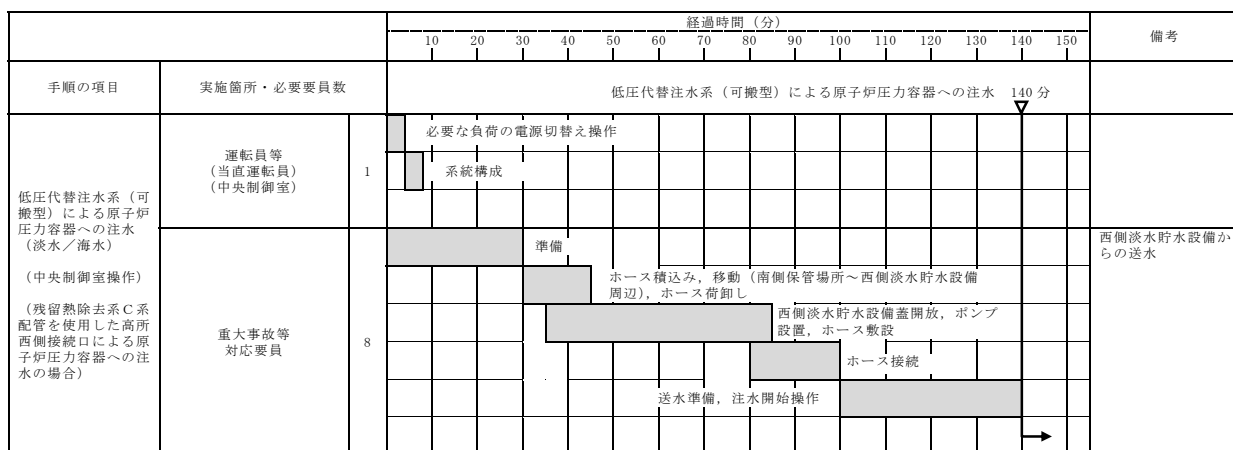 経過時間（分）
備考
10 20 30 40 50 60 70 80 90 100 110 120 130 140 150
手順の項目
実施箇所・必要要員数
低圧代替注水系（可搬型）による原子炉圧力容器への注水 140 分
低圧代替注水系（可
搬型）による原子炉
圧力容器への注水
（淡水／海水）
（中央制御室操作）
（残留熱除去系Ｃ系
配管を使用した高所
西側接続口による原
子炉圧力容器への注
水の場合）
運転員等
（当直運転員）
（中央制御室）
1
必要な負荷の電源切替え操作
系統構成
重大事故等
対応要員
8
準備
ホース積込み，移動（南側保管場所～西側淡水貯水設備
周辺），ホース荷卸し
西側淡水貯水設備蓋開放，ポンプ
設置，ホース敷設
ホース接続
送水準備，注水開始操作
西側淡水貯水設備か
らの送水